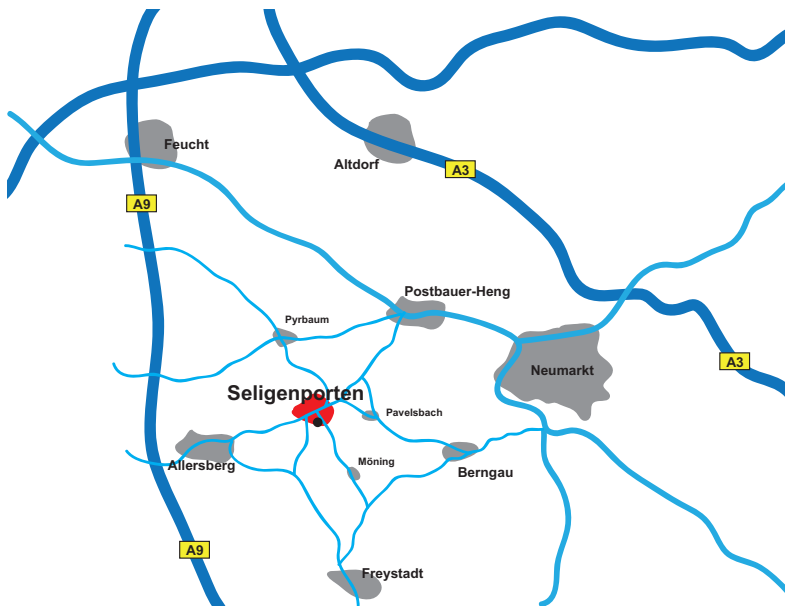 Feucht
Altdorf
A3
A9
Postbauer-Heng
Pyrbaum
A3
Neumarkt
Seligenporten
Pavelsbach
Möning
Allersberg
Berngau
A9
Freystadt